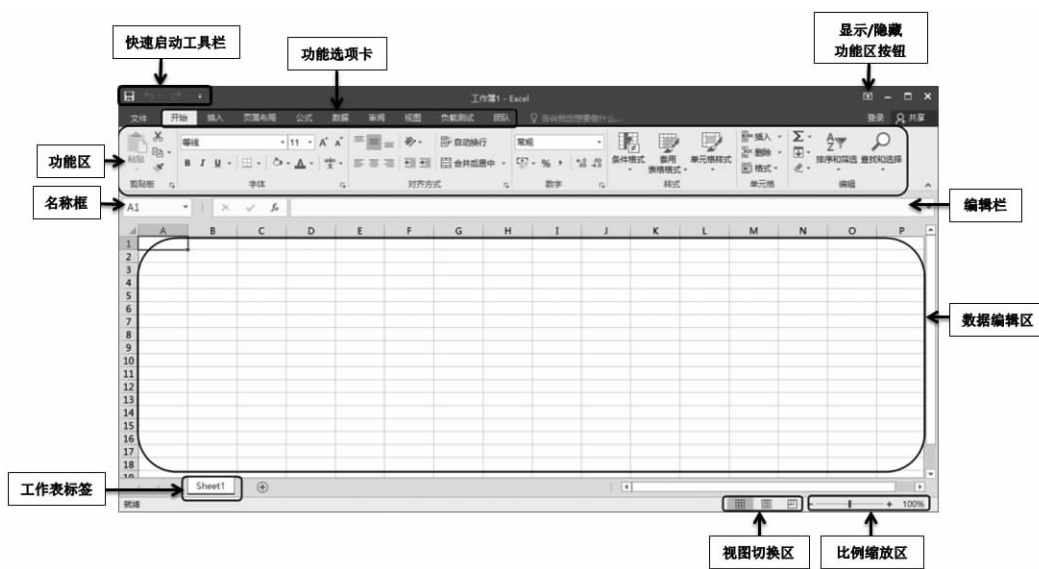 快速启动工具栏
功能选项卡
显示/隐藏
功能区按钮
工作簿1 - Excel
文件 开始 插入 页面布局 公式 数据 审阅 视图 负载测试 团队 告诉我您想要做什么... 登录 共享
功能区
粘贴
等线 11 A A
B I U A
自动换行
合并后居中
常规
% ,
条件格式 套用 单元格样式
表格格式
插入
删除
格式
Σ
排序和筛选 查找和选择
剪贴板 字体 对齐方式 数字 样式 单元格 编辑
名称框
A1 fx
编辑栏
A B C D E F G H I J K L M N O P
1
2
3
4
5
6
7
8
9
10
11
12
13
14
15
16
17
18
19
数据编辑区
工作表标签
Sheet1
就绪 100%
视图切换区
比例缩放区